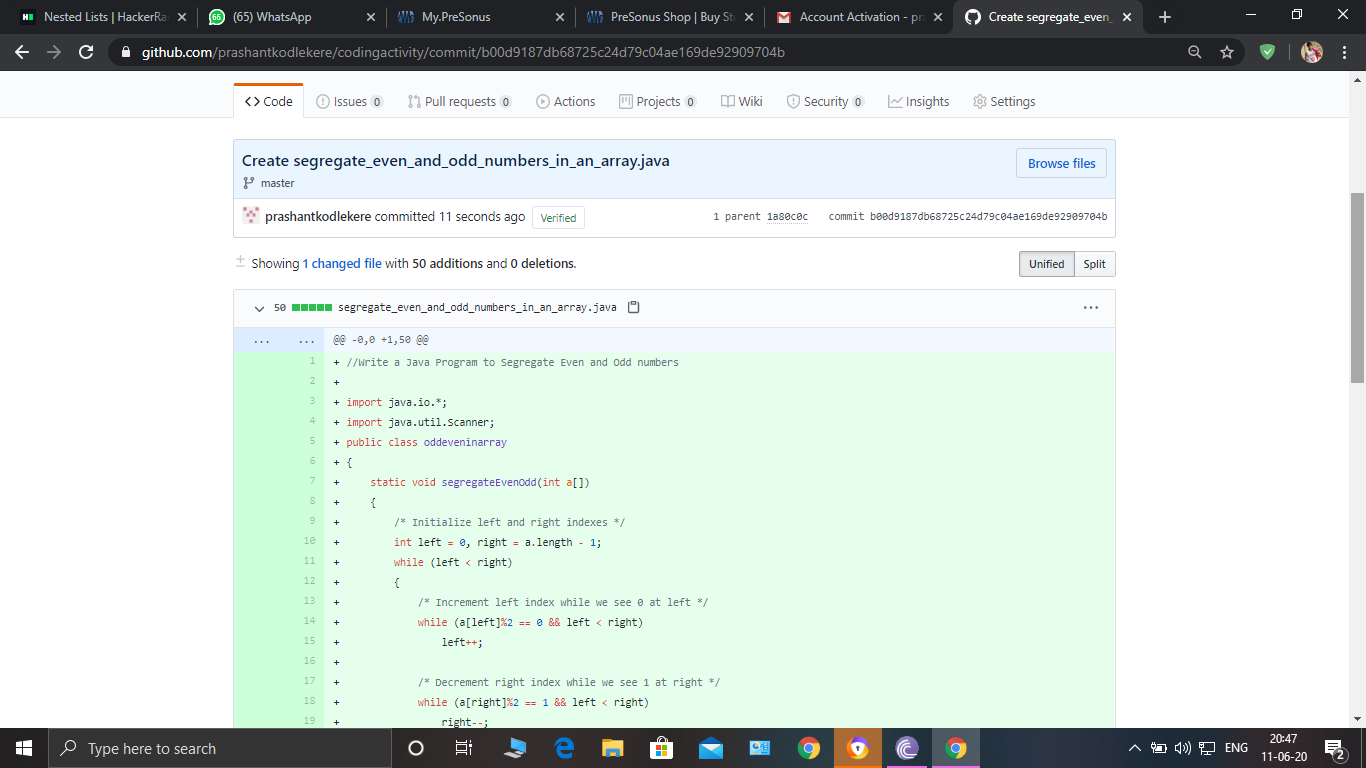 Nested Lists | HackerRa
(65) WhatsApp
My.PreSonus
PreSonus Shop | Buy St
Account Activation - pra
Create segregate_even_
github.com/prashantkodlekere/codingactivity/commit/b00d9187db68725c24d79c04ae169de92909704b
Code
Issues 0
Pull requests 0
Actions
Projects 0
Wiki
Security 0
Insights
Settings
Create segregate_even_and_odd_numbers_in_an_array.java
Browse files
master
prashantkodlekere committed 11 seconds ago Verified
1 parent 1a80c0c commit b00d9187db68725c24d79c04ae169de92909704b
Showing 1 changed file with 50 additions and 0 deletions.
Unified Split
50 segregate_even_and_odd_numbers_in_an_array.java
... ... @@ -0,0 +1,50 @@
1 + //Write a Java Program to Segregate Even and Odd numbers
2 +
3 + import java.io.*;
4 + import java.util.Scanner;
5 + public class oddeveninarray
6 + {
7 + static void segregateEvenOdd(int a[])
8 + {
9 + /* Initialize left and right indexes */
10 + int left = 0, right = a.length - 1;
11 + while (left < right)
12 + {
13 + /* Increment left index while we see 0 at left */
14 + while (a[left]%2 == 0 && left < right)
15 + left++;
16 +
17 + /* Decrement right index while we see 1 at right */
18 + while (a[right]%2 == 1 && left < right)
19 + right--;
Type here to search
ENG
20:47
11-06-20
2